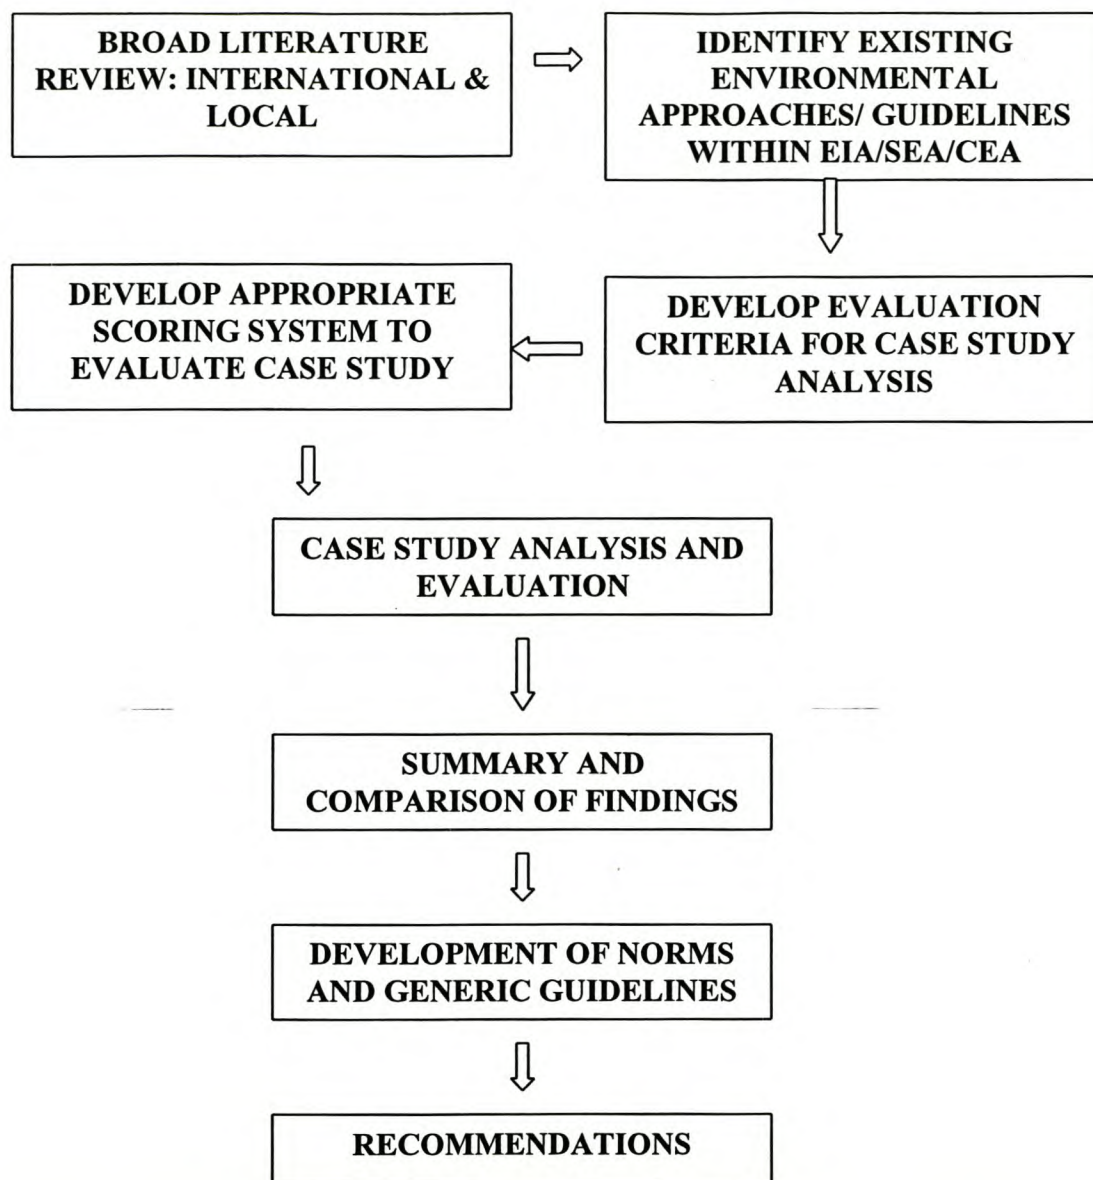 BROAD LITERATURE
REVIEW: INTERNATIONAL &
LOCAL
IDENTIFY EXISTING
ENVIRONMENTAL
APPROACHES/ GUIDELINES
WITHIN EIA/SEA/CEA
DEVELOP EVALUATION
CRITERIA FOR CASE STUDY
ANALYSIS
DEVELOP APPROPRIATE
SCORING SYSTEM TO
EVALUATE CASE STUDY
CASE STUDY ANALYSIS AND
EVALUATION
SUMMARY AND
COMPARISON OF FINDINGS
DEVELOPMENT OF NORMS
AND GENERIC GUIDELINES
RECOMMENDATIONS